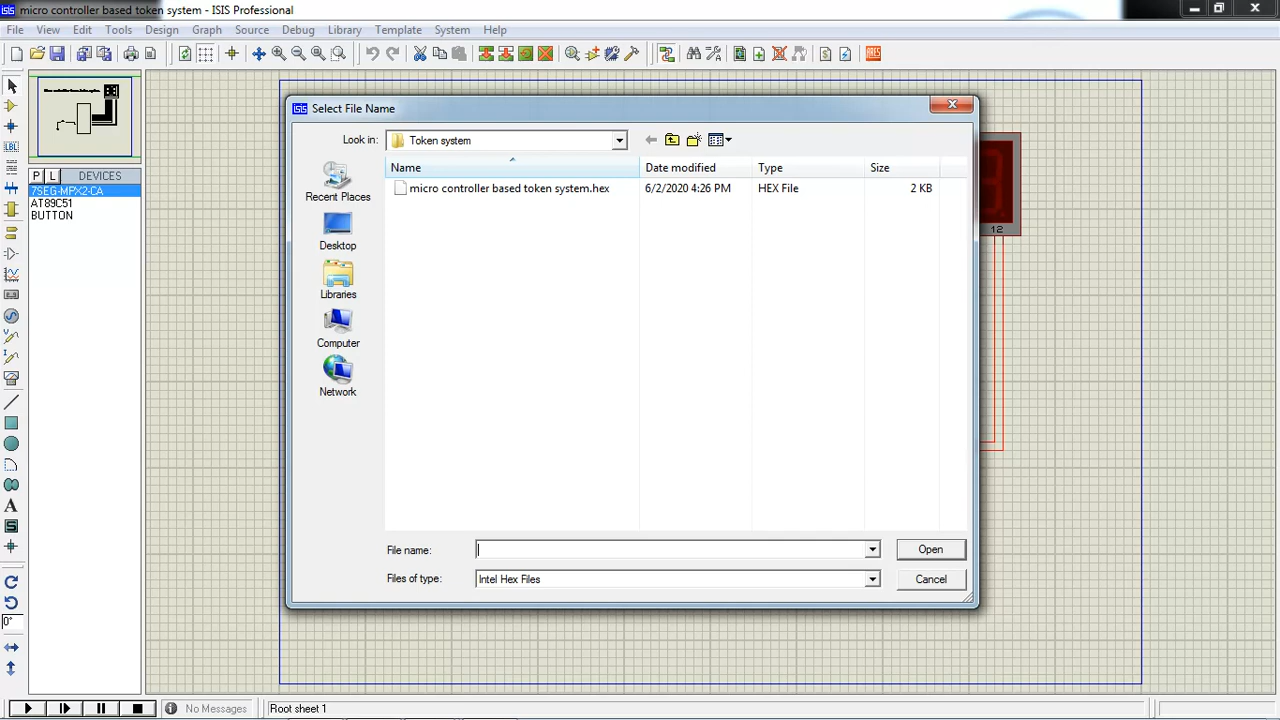 micro controller based token system - ISIS Professional
File View Edit Tools Design Graph Source Debug Library Template System Help
ARES
Select File Name
Look in: Token system
Name Date modified Type Size
micro controller based token system.hex 6/2/2020 4:26 PM HEX File 2 KB
Recent Places
Desktop
Libraries
Computer
Network
File name: Open
Files of type: Intel Hex Files Cancel
P L DEVICES
7SEG-MPX2-CA
AT89C51
BUTTON
LBL
A
S
0°
12
No Messages Root sheet 1